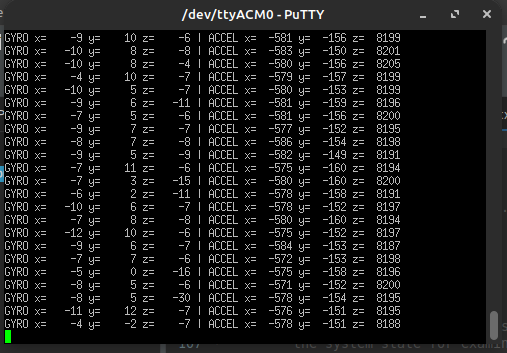 /dev/ttyACM0 - PuTTY
GYRO x=    -9 y=    10 z=    -6 | ACCEL x=  -581 y=  -156 z=  8199
GYRO x=   -10 y=     8 z=    -8 | ACCEL x=  -583 y=  -150 z=  8201
GYRO x=   -10 y=     8 z=    -4 | ACCEL x=  -580 y=  -156 z=  8205
GYRO x=    -4 y=    10 z=    -7 | ACCEL x=  -579 y=  -157 z=  8199
GYRO x=   -10 y=     5 z=    -7 | ACCEL x=  -580 y=  -153 z=  8199
GYRO x=    -9 y=     6 z=   -11 | ACCEL x=  -581 y=  -159 z=  8196
GYRO x=    -7 y=     5 z=    -6 | ACCEL x=  -581 y=  -156 z=  8200
GYRO x=    -9 y=     7 z=    -7 | ACCEL x=  -577 y=  -152 z=  8195
GYRO x=    -8 y=     7 z=    -8 | ACCEL x=  -586 y=  -154 z=  8198
GYRO x=    -9 y=     5 z=    -9 | ACCEL x=  -582 y=  -149 z=  8191
GYRO x=    -7 y=    11 z=    -6 | ACCEL x=  -575 y=  -160 z=  8194
GYRO x=    -7 y=     3 z=   -15 | ACCEL x=  -580 y=  -160 z=  8200
GYRO x=    -6 y=     2 z=   -11 | ACCEL x=  -578 y=  -158 z=  8191
GYRO x=   -10 y=     6 z=    -7 | ACCEL x=  -578 y=  -152 z=  8197
GYRO x=    -7 y=     8 z=    -8 | ACCEL x=  -580 y=  -160 z=  8194
GYRO x=   -12 y=    10 z=    -6 | ACCEL x=  -575 y=  -152 z=  8197
GYRO x=    -9 y=     6 z=    -7 | ACCEL x=  -584 y=  -153 z=  8187
GYRO x=    -7 y=     7 z=    -6 | ACCEL x=  -572 y=  -153 z=  8198
GYRO x=    -5 y=     0 z=   -16 | ACCEL x=  -575 y=  -158 z=  8196
GYRO x=    -8 y=     5 z=    -6 | ACCEL x=  -571 y=  -152 z=  8200
GYRO x=    -8 y=     5 z=   -30 | ACCEL x=  -578 y=  -154 z=  8195
GYRO x=   -11 y=    12 z=    -7 | ACCEL x=  -576 y=  -151 z=  8195
GYRO x=    -4 y=    -2 z=    -7 | ACCEL x=  -578 y=  -151 z=  8188
the system state for examin